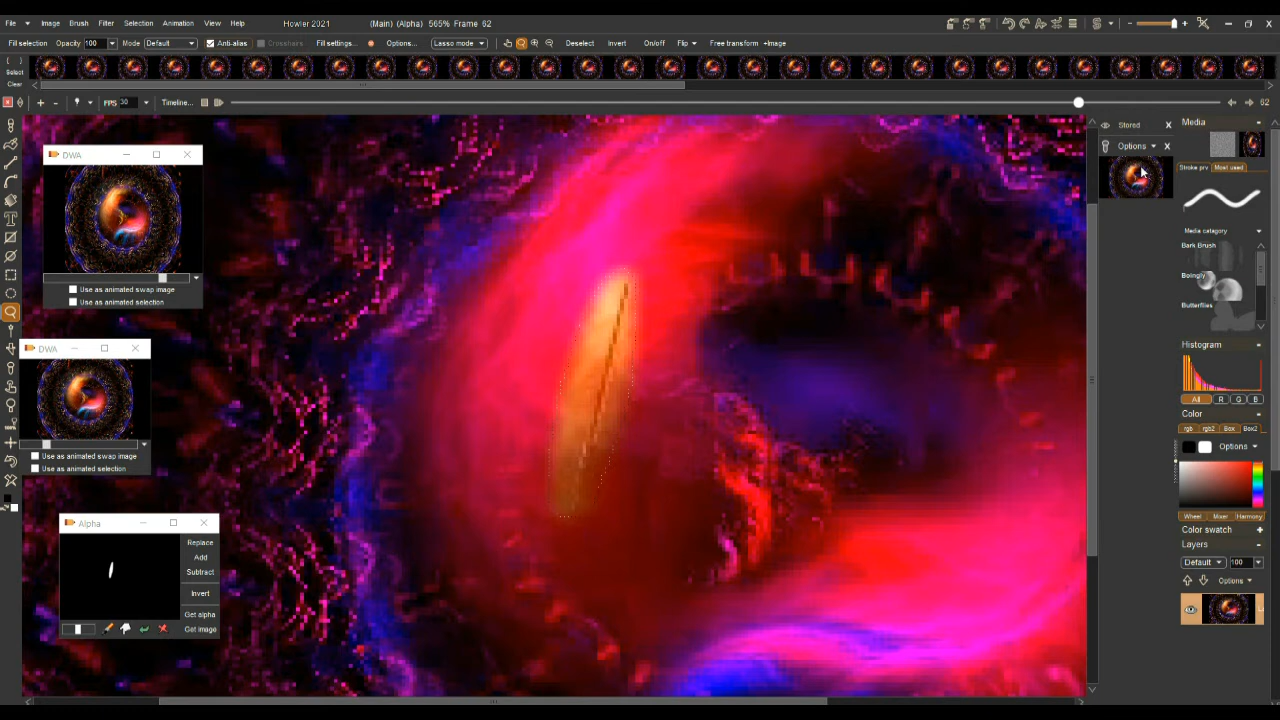 File Image Brush Filter Selection Animation View Help Howler 2021 (Main) (Alpha) 565% Frame 62
Fill selection Opacity 100 Mode Default Anti-alias Crosshairs Fill settings... Options... Lasso mode Deselect Invert On/off Flip Free transform +Image
Select
Clear
FPS 30 Timeline... 62
Stored
Options
Media
Stroke prv Most used
Media category
Bark Brush
Boingly
Butterflies
Histogram
All R G B
Color
rgb rgb2 Box Box2
Options
Wheel Mixer Harmony
Color swatch
Layers
Default 100
Options
DWA
Use as animated swap image
Use as animated selection
DWA
Use as animated swap image
Use as animated selection
Alpha
Replace
Add
Subtract
Invert
Get alpha
Get image